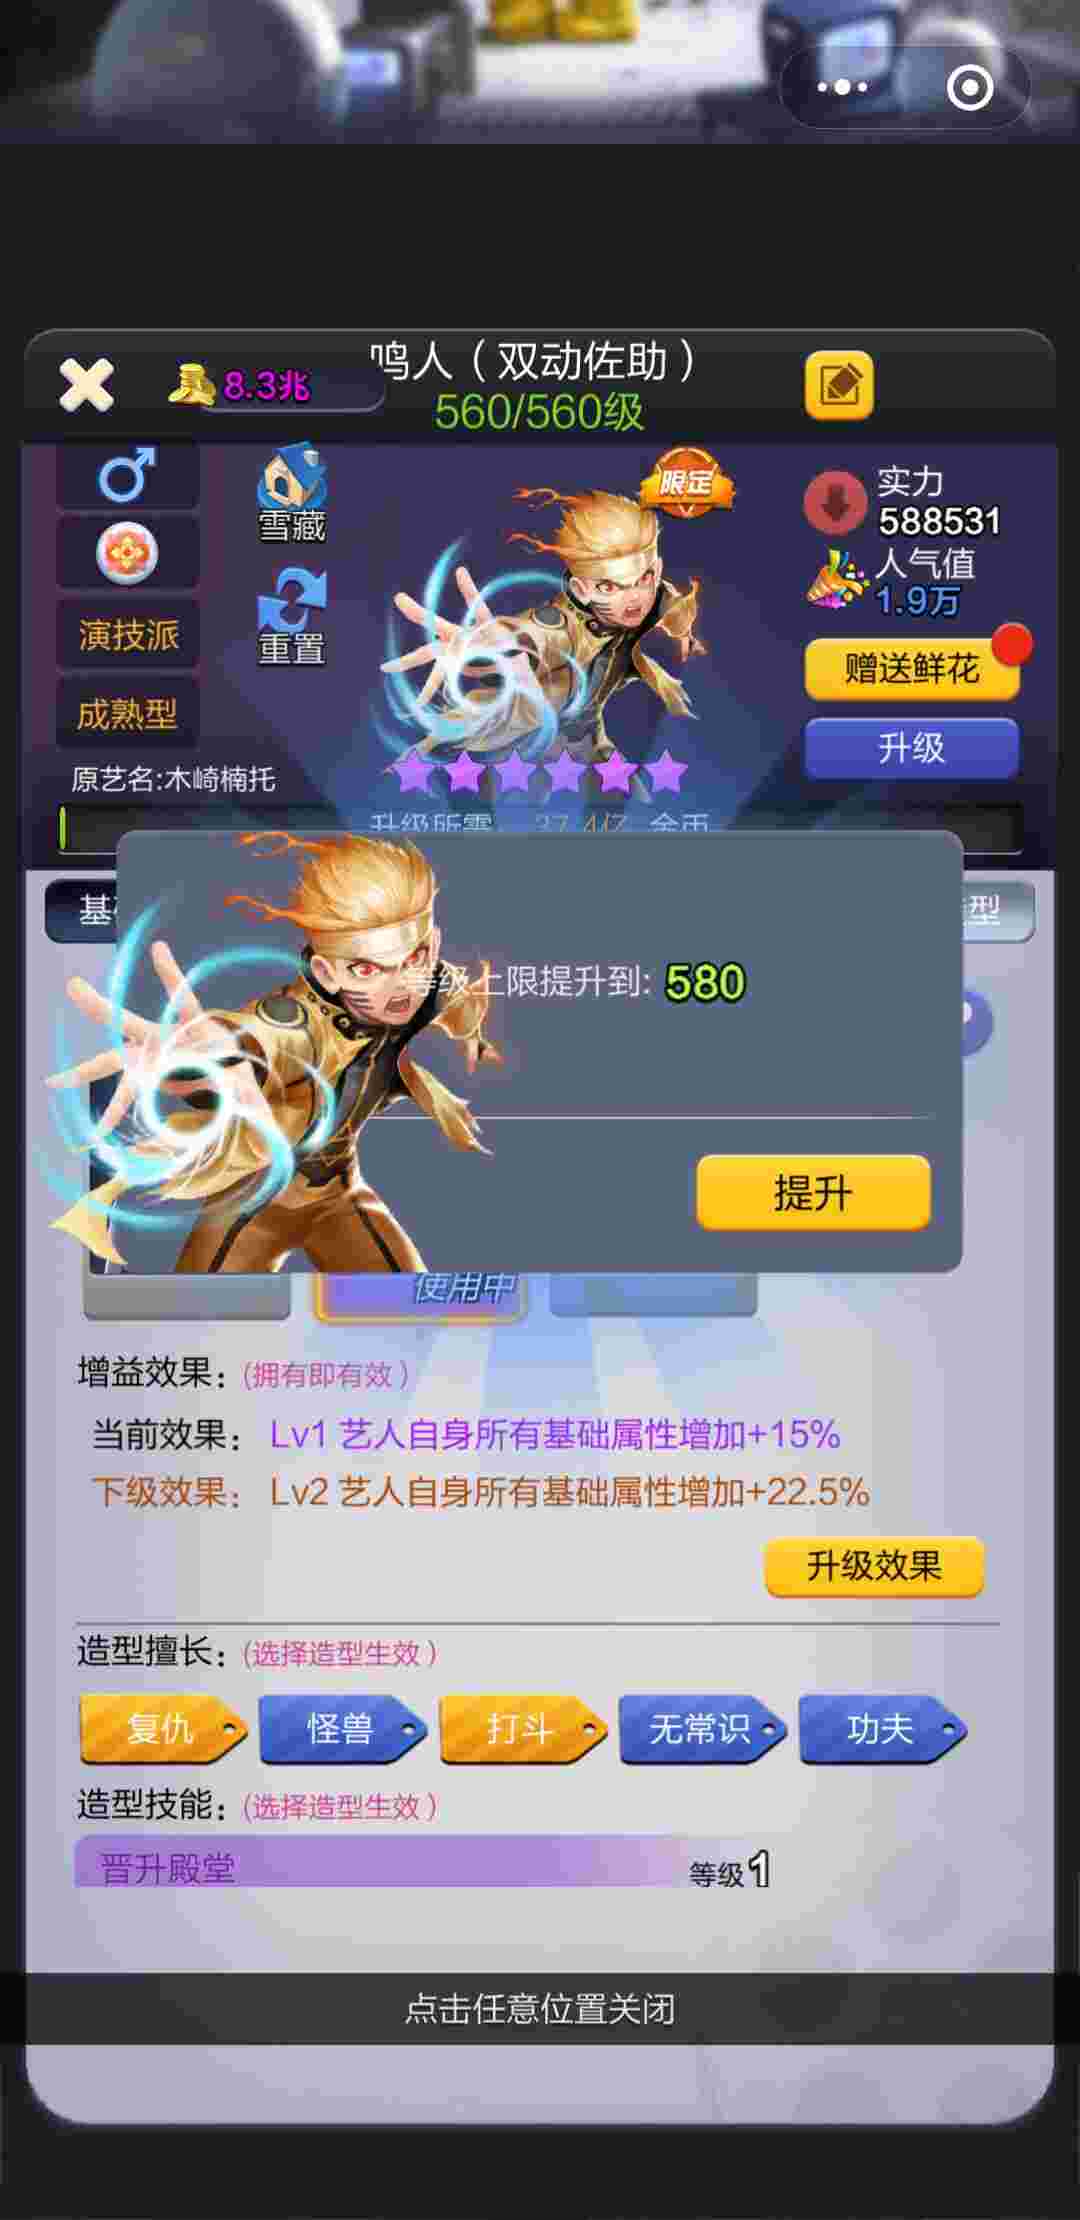 鸣人（双动佐助）
8.3兆
560/560级
限定
实力
588531
雪藏
人气值
1.9万
演技派
重置
赠送鲜花
成熟型
升级
原艺名:木崎楠托
升级所需 37.4亿 金币
基
型
等级上限提升到: 580
提升
使用中
增益效果: (拥有即有效)
当前效果: Lv1 艺人自身所有基础属性增加+15%
下级效果: Lv2 艺人自身所有基础属性增加+22.5%
升级效果
造型擅长: (选择造型生效)
复仇 怪兽 打斗 无常识 功夫
造型技能: (选择造型生效)
晋升殿堂 等级1
点击任意位置关闭